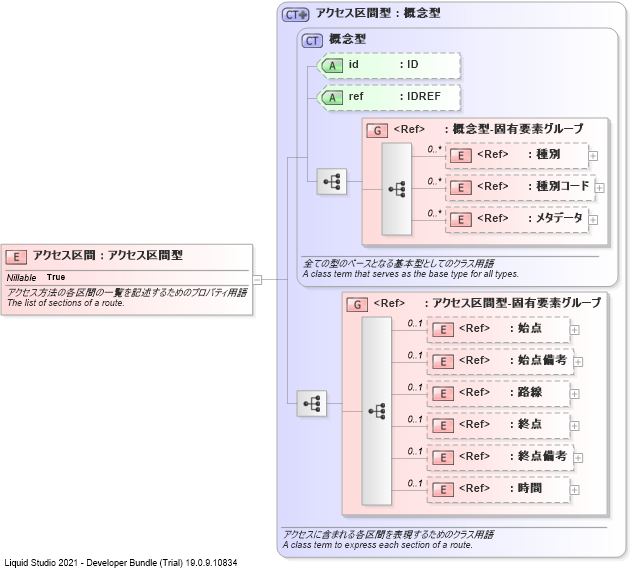 CT アクセス区間型 : 概念型
CT 概念型
A id : ID
A ref : IDREF
G <Ref> : 概念型-固有要素グループ
0..* E <Ref> : 種別
0..* E <Ref> : 種別コード
0..* E <Ref> : メタデータ
全ての型のベースとなる基本型としてのクラス用語
A class term that serves as the base type for all types.
E アクセス区間 : アクセス区間型
Nillable True
アクセス方法の各区間の一覧を記述するためのプロパティ用語
The list of sections of a route.
G <Ref> : アクセス区間型-固有要素グループ
0..1 E <Ref> : 始点
0..1 E <Ref> : 始点備考
0..1 E <Ref> : 路線
0..1 E <Ref> : 終点
0..1 E <Ref> : 終点備考
0..1 E <Ref> : 時間
アクセスに含まれる各区間を表現するためのクラス用語
A class term to express each section of a route.
Liquid Studio 2021 - Developer Bundle (Trial) 19.0.9.10834